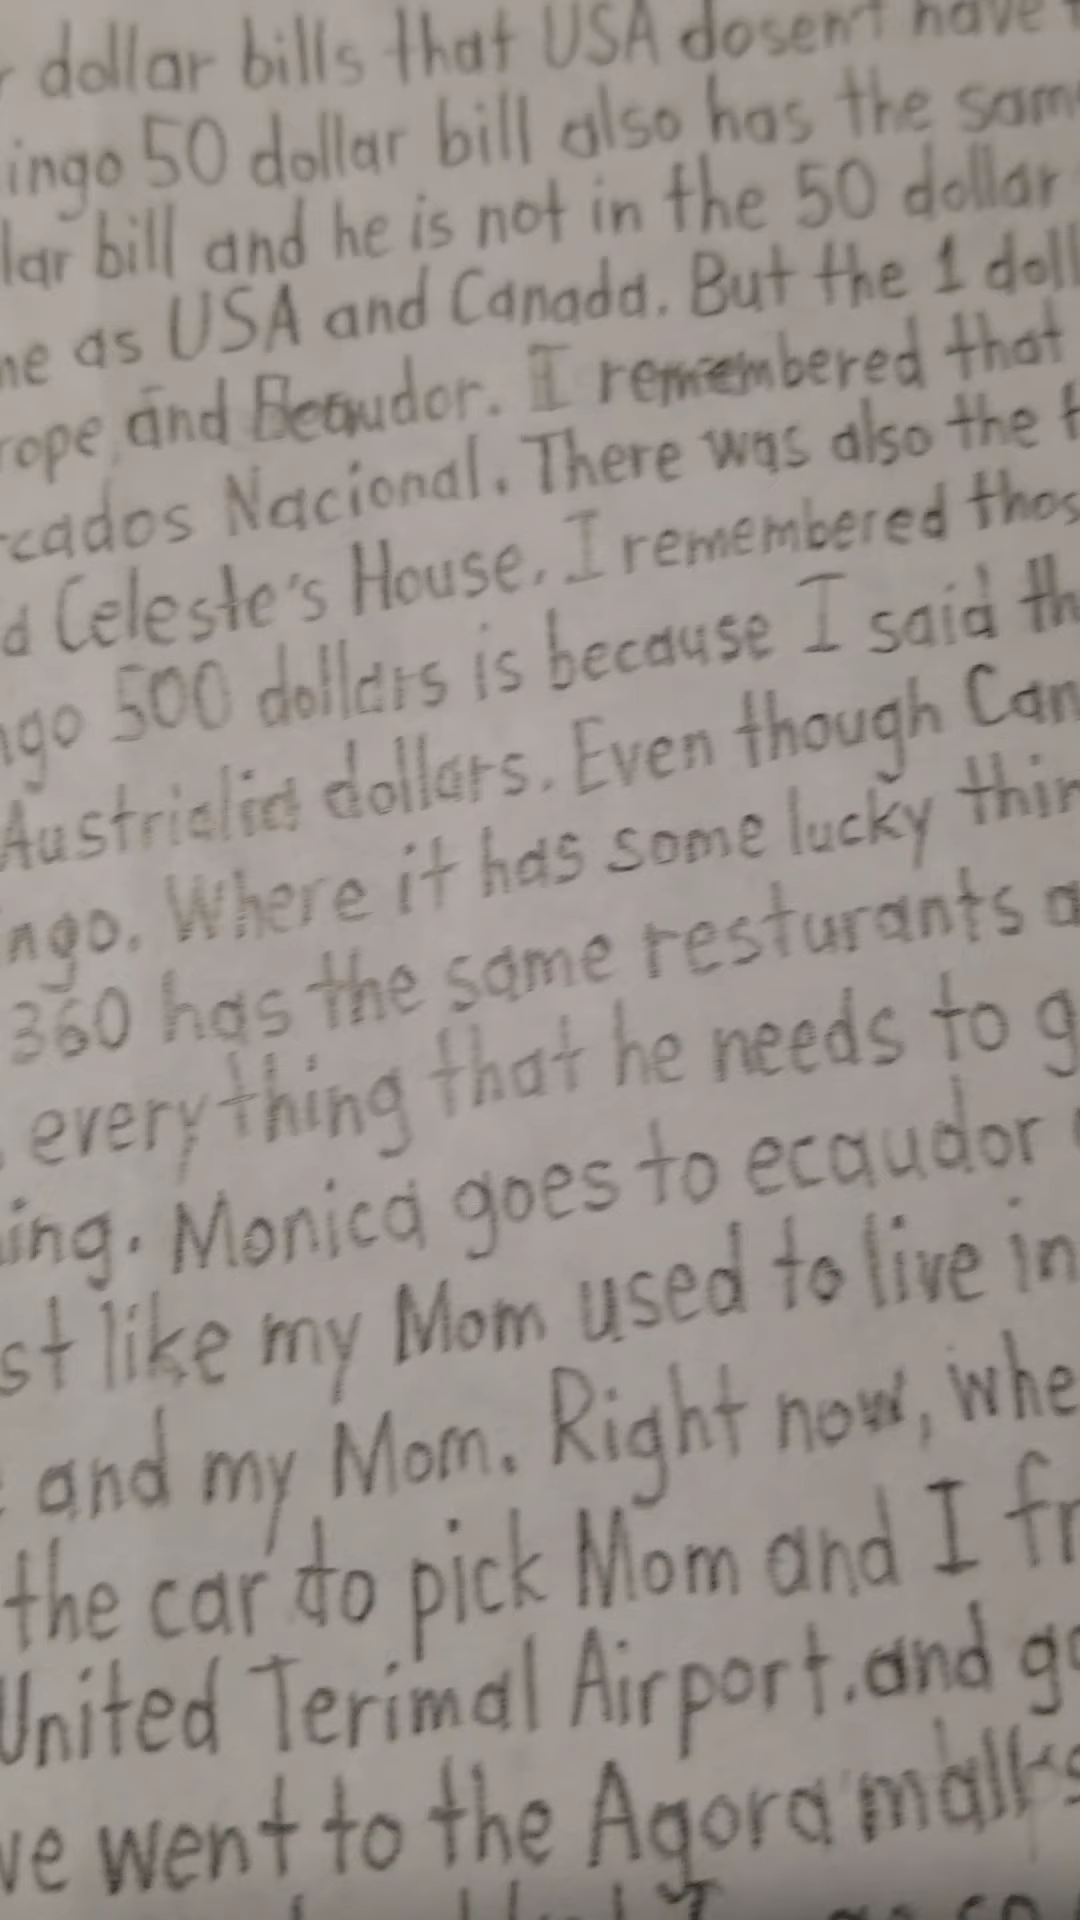 dollar bills that USA dosent have
ingo 50 dollar bill also has the sam
lar bill and he is not in the 50 dollar
ne as USA and Canada. But the 1 doll
rope, and Ecaudor. I remembered that
cados Nacional. There was also the t
d Celeste's House. I remembered thos
ngo 500 dollars is because I said th
Austrialia dollars. Even though Can
ngo. Where it has some lucky thin
360 has the same resturants a
everything that he needs to g
ing. Monica goes to ecaudor
st like my Mom used to live in
and my Mom. Right now, whe
the car to pick Mom and I fr
United Terimal Airport.and go
ve went to the Agora mall's